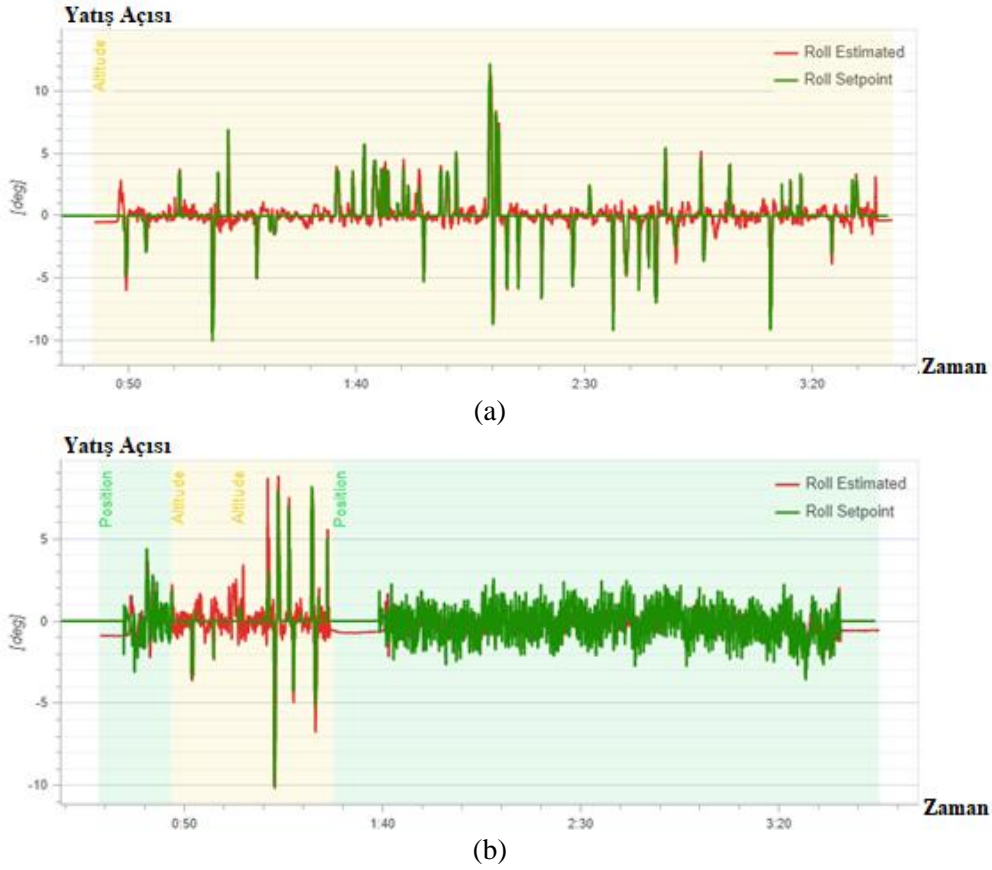 Yatış Açısı
Altitude
Roll Estimated
Roll Setpoint
10
5
0
-5
-10
[deg]
0:50 1:40 2:30 3:20
Zaman
(a)
Yatış Açısı
Position
Altitude
Altitude
Position
Roll Estimated
Roll Setpoint
5
0
-5
-10
[deg]
0:50 1:40 2:30 3:20
Zaman
(b)